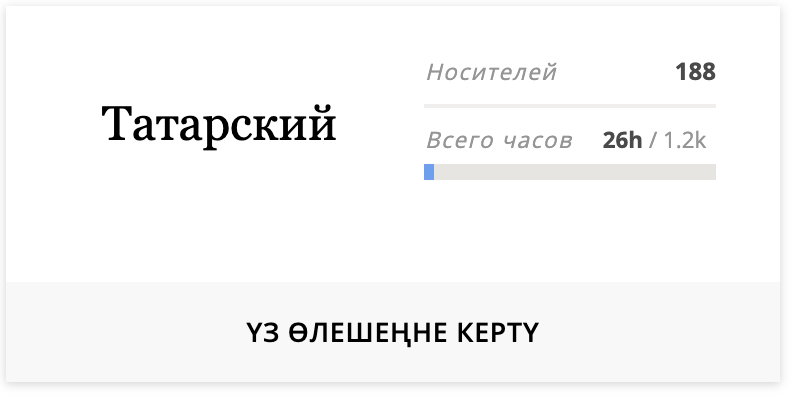 Татарский
Носителей 188
Всего часов 26h / 1.2k
ҮЗ ӨЛЕШЕҢНЕ КЕРТҮ